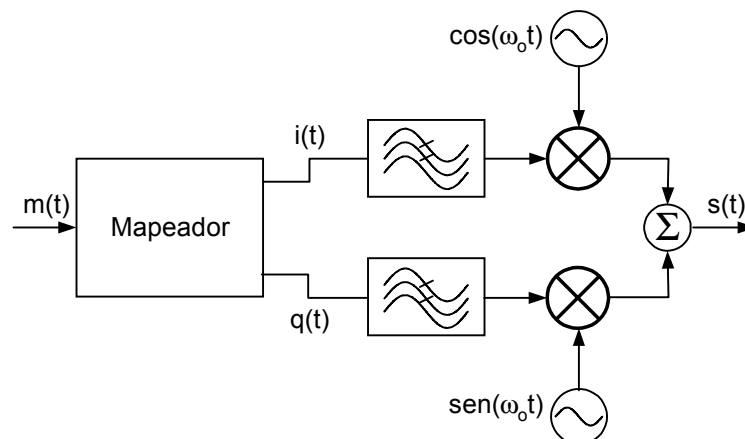 cos(ωₒt)
i(t)
m(t)
Mapeador
Σ
s(t)
q(t)
sen(ωₒt)